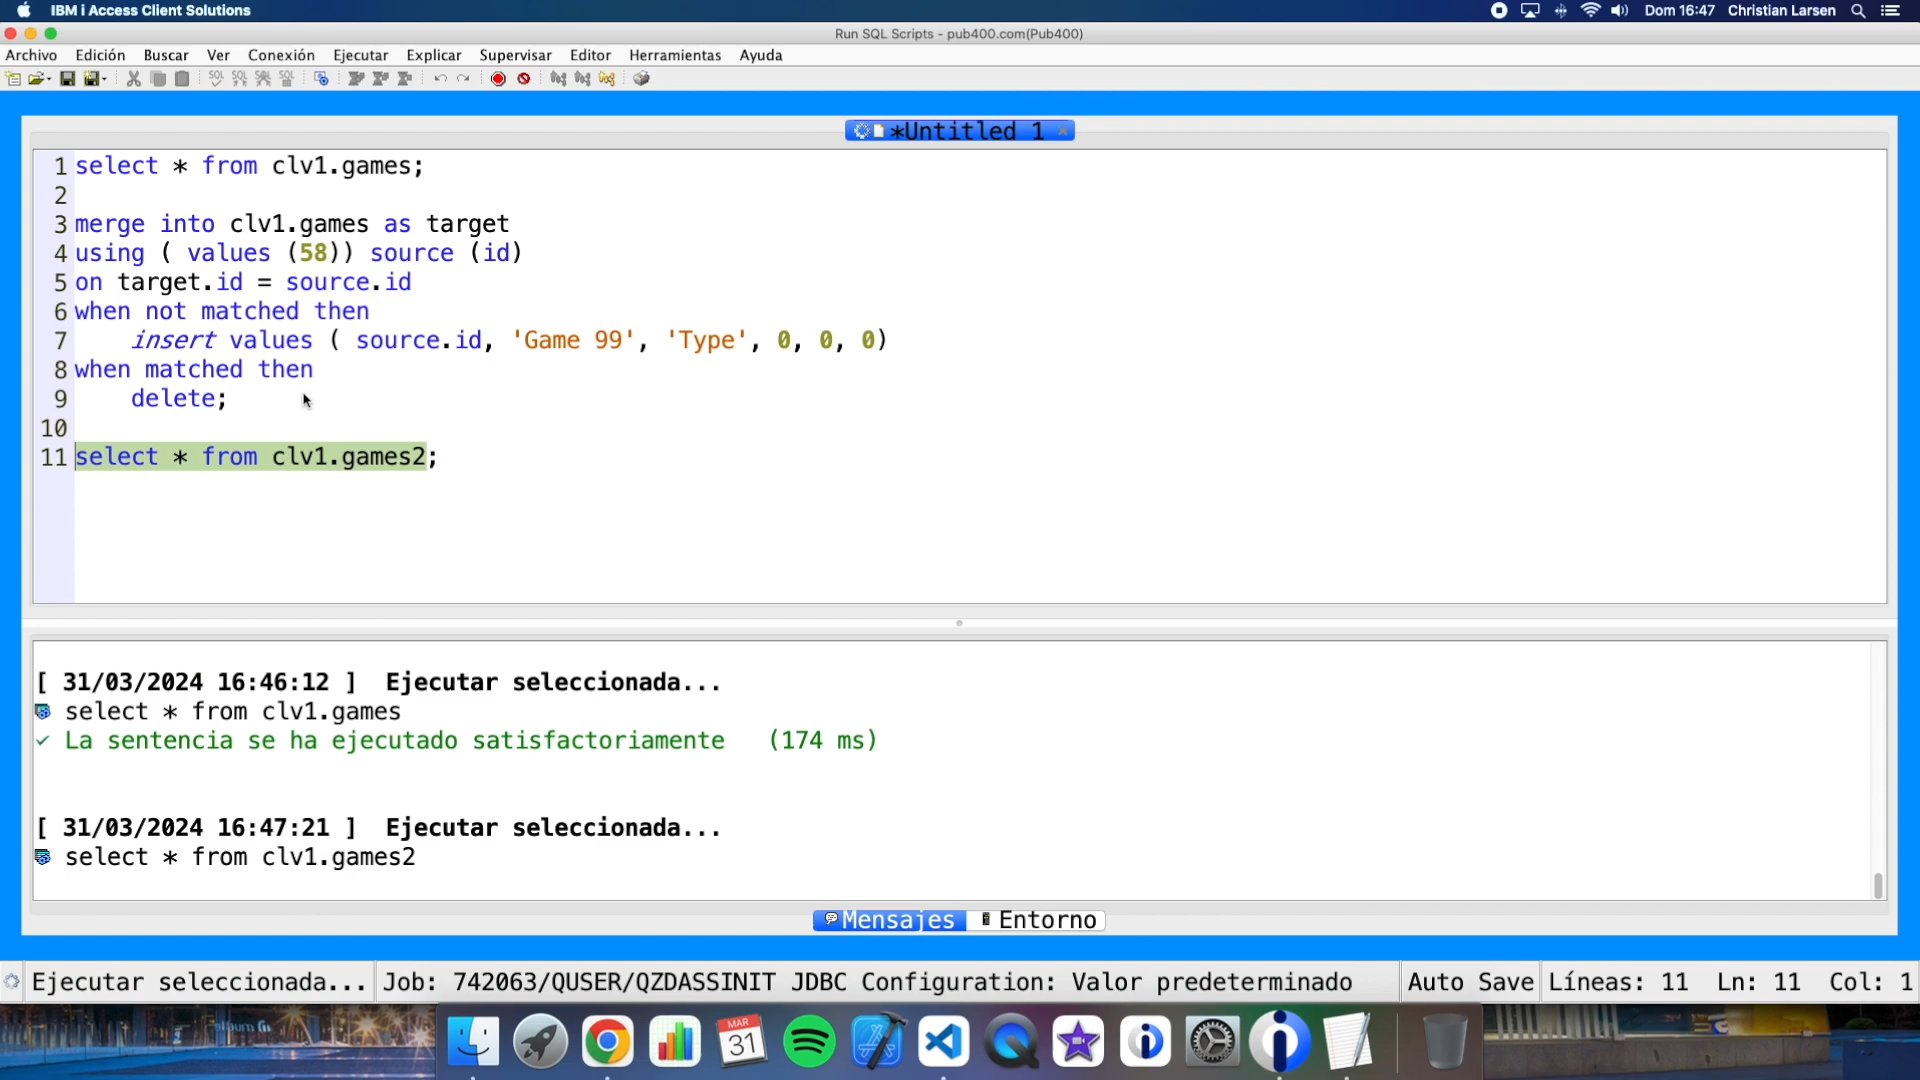 IBM i Access Client Solutions
Dom 16:47 Christian Larsen
Run SQL Scripts - pub400.com(Pub400)
Archivo Edición Buscar Ver Conexión Ejecutar Explicar Supervisar Editor Herramientas Ayuda
*Untitled 1
1 select * from clv1.games;
2
3 merge into clv1.games as target
4 using ( values (58)) source (id)
5 on target.id = source.id
6 when not matched then
7 insert values ( source.id, 'Game 99', 'Type', 0, 0, 0)
8 when matched then
9 delete;
10
11 select * from clv1.games2;
[ 31/03/2024 16:46:12 ] Ejecutar seleccionada...
select * from clv1.games
✓ La sentencia se ha ejecutado satisfactoriamente (174 ms)
[ 31/03/2024 16:47:21 ] Ejecutar seleccionada...
select * from clv1.games2
Mensajes Entorno
Ejecutar seleccionada... Job: 742063/QUSER/QZDASSINIT JDBC Configuration: Valor predeterminado Auto Save Líneas: 11 Ln: 11 Col: 1
MAR
31